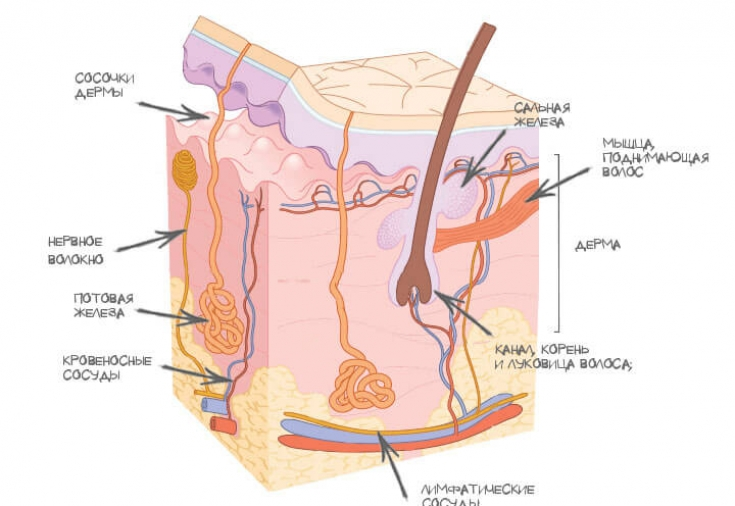 СОСОЧКИ
ДЕРМЫ
САЛЬНАЯ
ЖЕЛЕЗА
МЫШЦА,
ПОДНИМАЮЩАЯ
ВОЛОС
НЕРВНОЕ
ВОЛОКНО
ДЕРМА
ПОТОВАЯ
ЖЕЛЕЗА
КРОВЕНОСНЫЕ
СОСУДЫ
КАНАЛ, КОРЕНЬ
И ЛУКОВИЦА ВОЛОСА;
ЛИМФАТИЧЕСКИЕ
СОСУДЫ